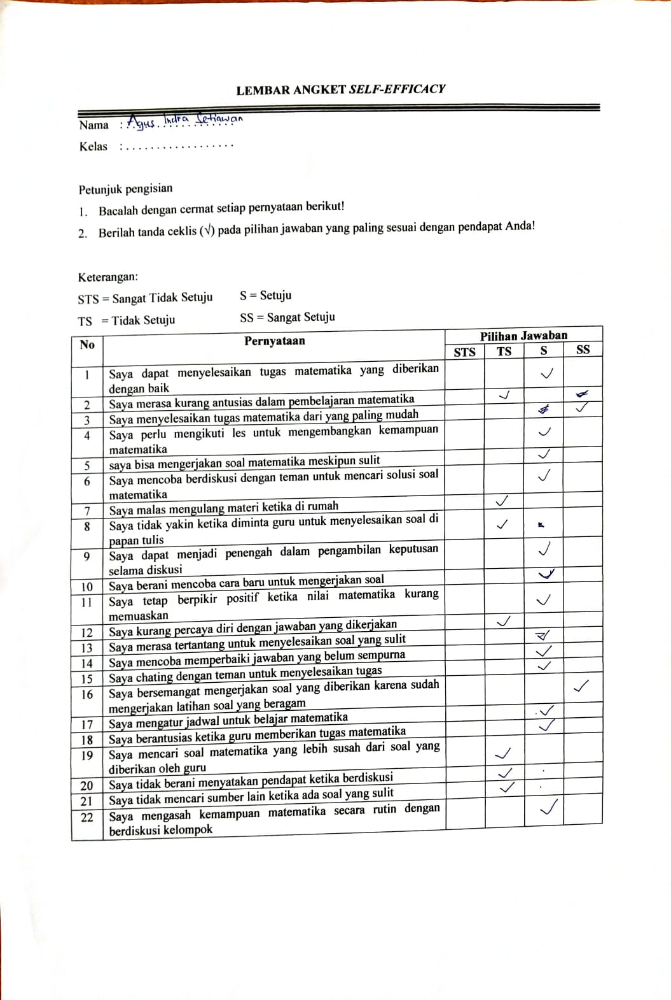 LEMBAR ANGKET SELF-EFFICACY
Nama : Agus Indra Setiawan
Kelas : ..................
Petunjuk pengisian
1. Bacalah dengan cermat setiap pernyataan berikut!
2. Berilah tanda ceklis (√) pada pilihan jawaban yang paling sesuai dengan pendapat Anda!
Keterangan:
STS = Sangat Tidak Setuju S = Setuju
TS = Tidak Setuju SS = Sangat Setuju
No Pernyataan Pilihan Jawaban
STS TS S SS
1 Saya dapat menyelesaikan tugas matematika yang diberikan
dengan baik
2 Saya merasa kurang antusias dalam pembelajaran matematika
3 Saya menyelesaikan tugas matematika dari yang paling mudah
4 Saya perlu mengikuti les untuk mengembangkan kemampuan
matematika
5 saya bisa mengerjakan soal matematika meskipun sulit
6 Saya mencoba berdiskusi dengan teman untuk mencari solusi soal
matematika
7 Saya malas mengulang materi ketika di rumah
8 Saya tidak yakin ketika diminta guru untuk menyelesaikan soal di
papan tulis
9 Saya dapat menjadi penengah dalam pengambilan keputusan
selama diskusi
10 Saya berani mencoba cara baru untuk mengerjakan soal
11 Saya tetap berpikir positif ketika nilai matematika kurang
memuaskan
12 Saya kurang percaya diri dengan jawaban yang dikerjakan
13 Saya merasa tertantang untuk menyelesaikan soal yang sulit
14 Saya mencoba memperbaiki jawaban yang belum sempurna
15 Saya chating dengan teman untuk menyelesaikan tugas
16 Saya bersemangat mengerjakan soal yang diberikan karena sudah
mengerjakan latihan soal yang beragam
17 Saya mengatur jadwal untuk belajar matematika
18 Saya berantusias ketika guru memberikan tugas matematika
19 Saya mencari soal matematika yang lebih susah dari soal yang
diberikan oleh guru
20 Saya tidak berani menyatakan pendapat ketika berdiskusi
21 Saya tidak mencari sumber lain ketika ada soal yang sulit
22 Saya mengasah kemampuan matematika secara rutin dengan
berdiskusi kelompok